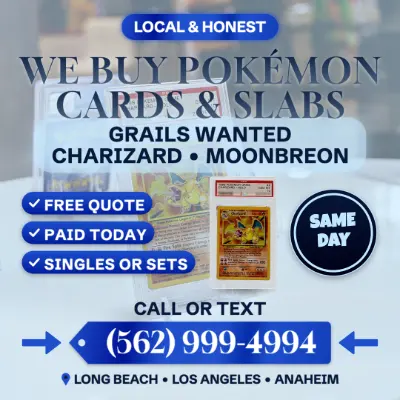 LOCAL & HONEST
WE BUY POKÉMON
CARDS & SLABS
GRAILS WANTED
CHARIZARD • MOONBREON
FREE QUOTE
PAID TODAY
SINGLES OR SETS
SAME
DAY
CALL OR TEXT
(562) 999-4994
LONG BEACH • LOS ANGELES • ANAHEIM